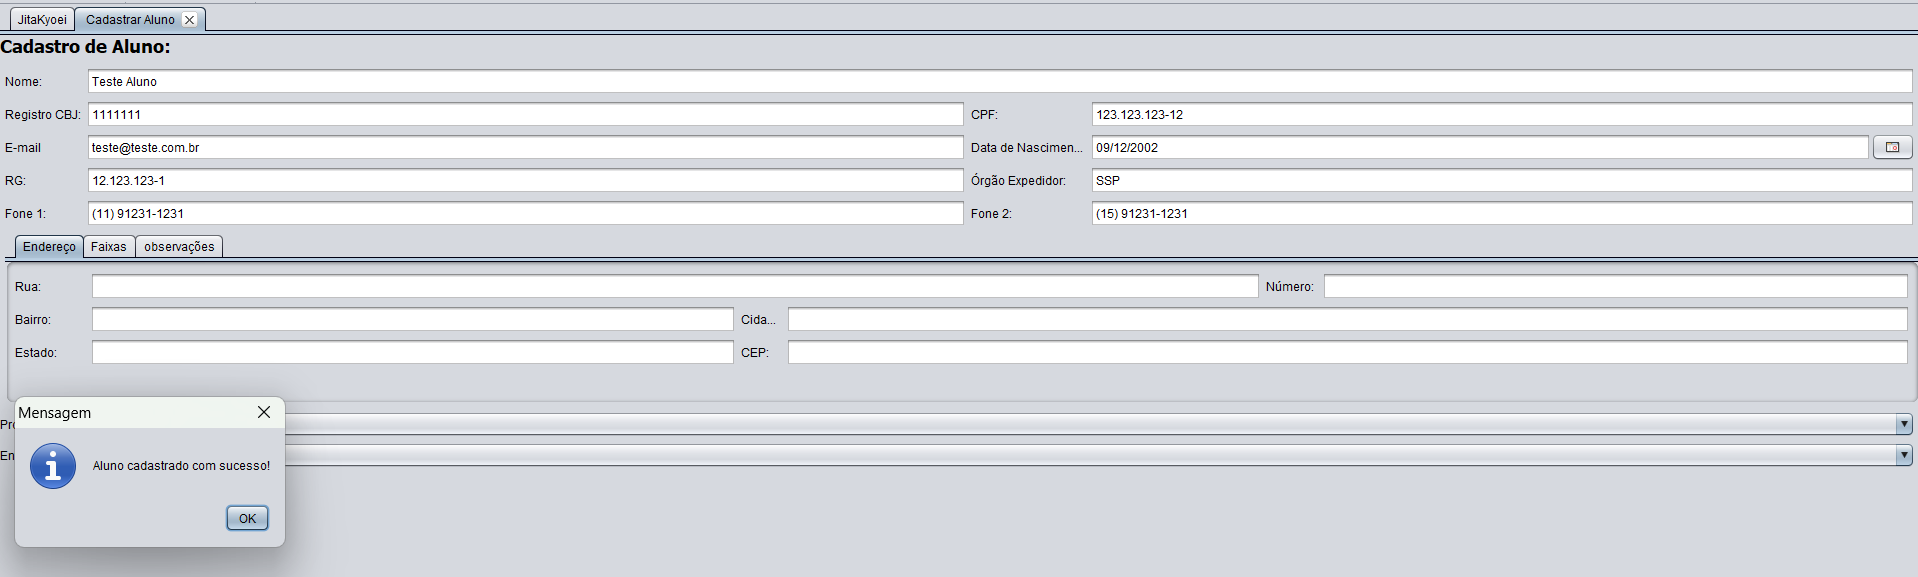 JitaKyoei Cadastrar Aluno
Cadastro de Aluno:
Nome: Teste Aluno
Registro CBJ: 1111111 CPF: 123.123.123-12
E-mail teste@teste.com.br Data de Nascimen... 09/12/2002
RG: 12.123.123-1 Órgão Expedidor: SSP
Fone 1: (11) 91231-1231 Fone 2: (15) 91231-1231
Endereço Faixas observações
Rua: Número:
Bairro: Cida...
Estado: CEP:
Mensagem
Aluno cadastrado com sucesso!
OK